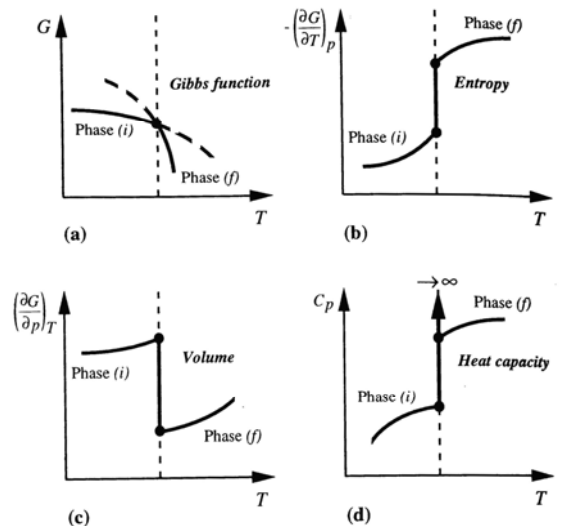 G
Gibbs function
Phase (i)
Phase (f)
T
(a)
-(∂G/∂T)p
Phase (f)
Entropy
Phase (i)
T
(b)
(∂G/∂p)T
Volume
Phase (i)
Phase (f)
T
(c)
→∞
Cp
Phase (f)
Heat capacity
Phase (i)
T
(d)